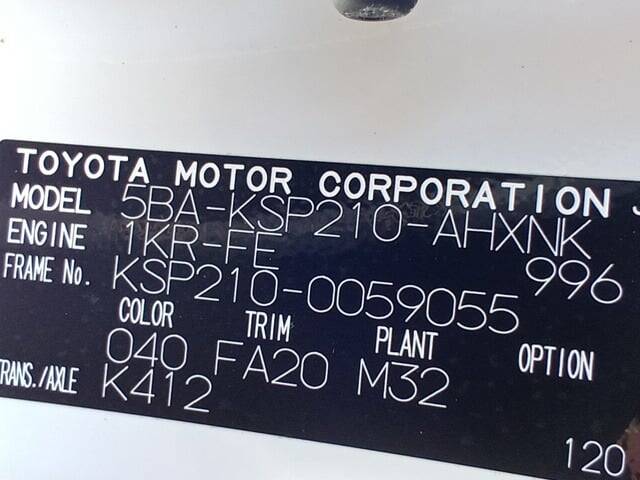 TOYOTA MOTOR CORPORATION J
MODEL 5BA-KSP210-AHXNK
ENGINE 1KR-FE 996
FRAME No. KSP210-0059055
COLOR TRIM PLANT OPTION
040 FA20 M32
TRANS./AXLE K412
120